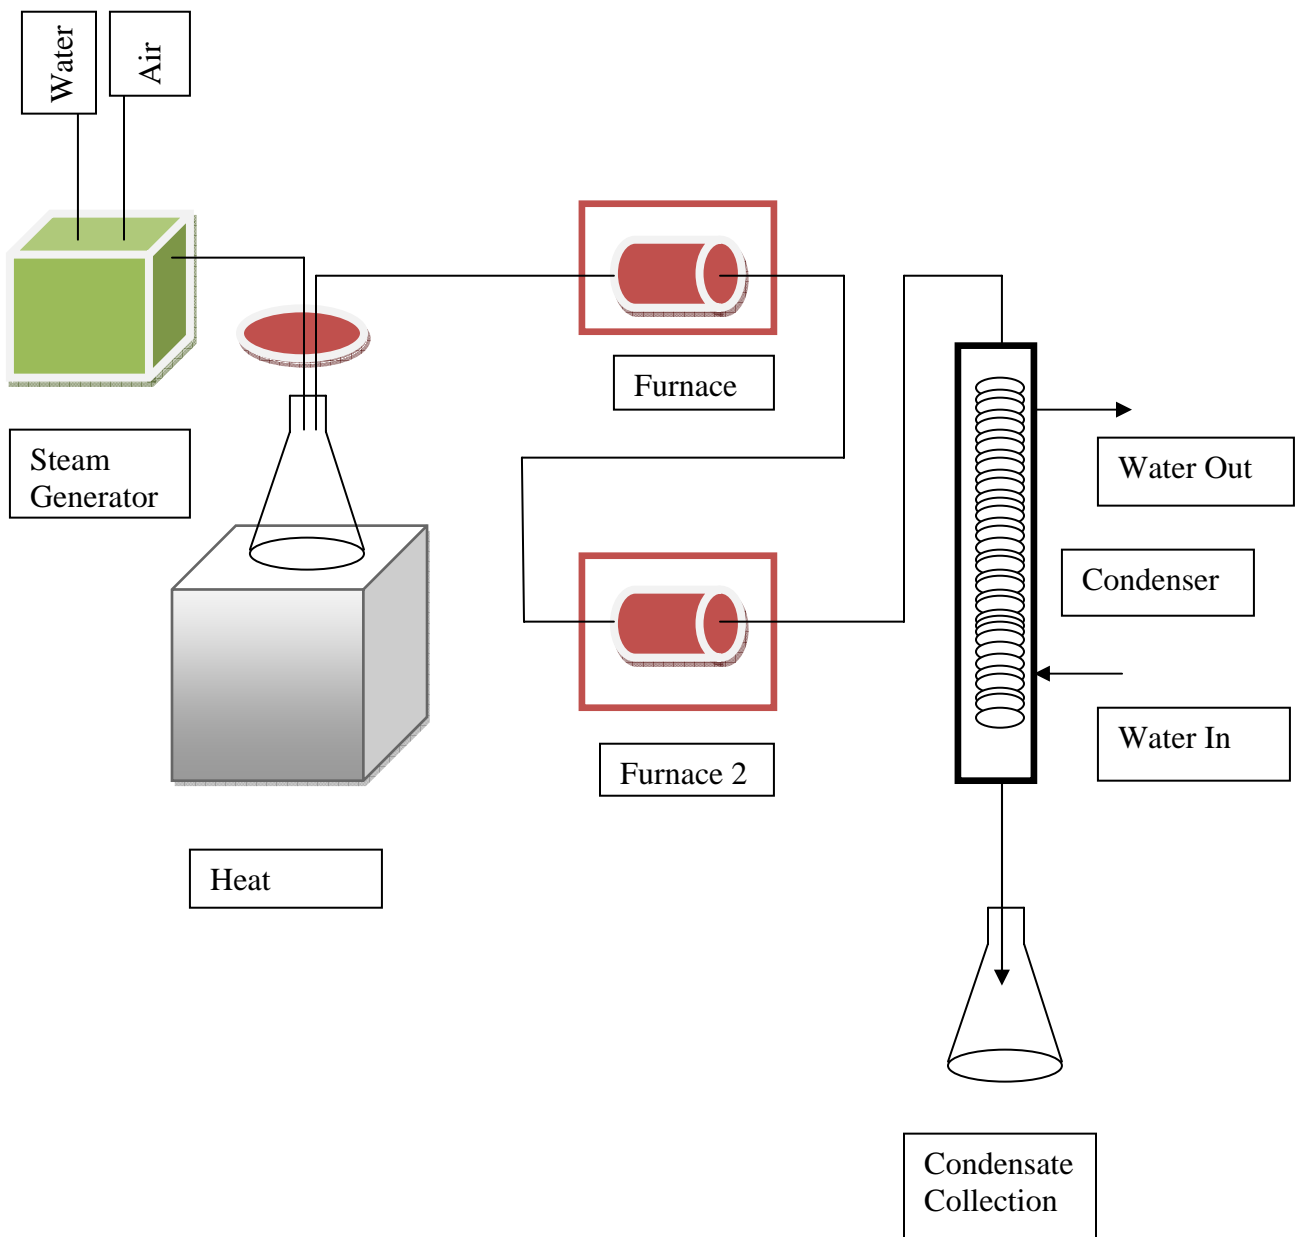 Water
Air
Steam
Generator
Furnace
Water Out
Condenser
Water In
Furnace 2
Heat
Condensate
Collection